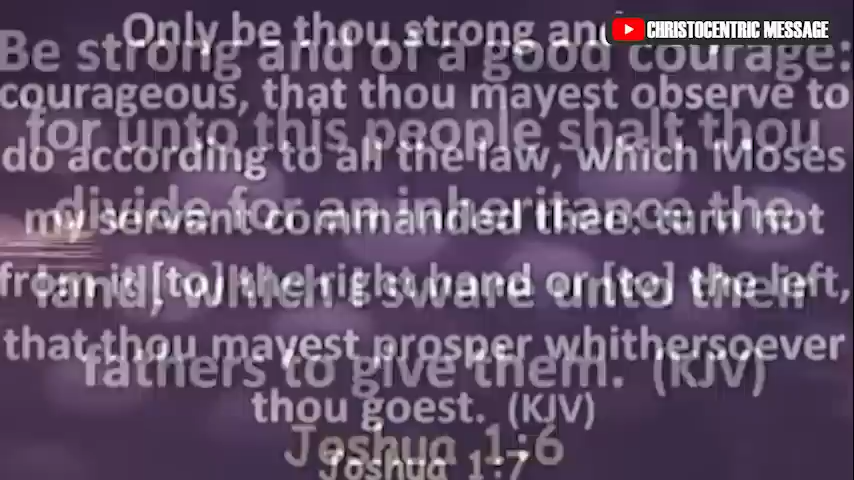 CHRISTOCENTRIC MESSAGE
Be strong and of a good courage:
for unto this people shalt thou
divide for an inheritance the
land, which I sware unto their
fathers to give them. (KJV)
Joshua 1:6
Only be thou strong and
courageous, that thou mayest observe to
do according to all the law, which Moses
my servant commanded thee: turn not
from it [to] the right hand or [to] the left,
that thou mayest prosper whithersoever
thou goest. (KJV)
Joshua 1:7